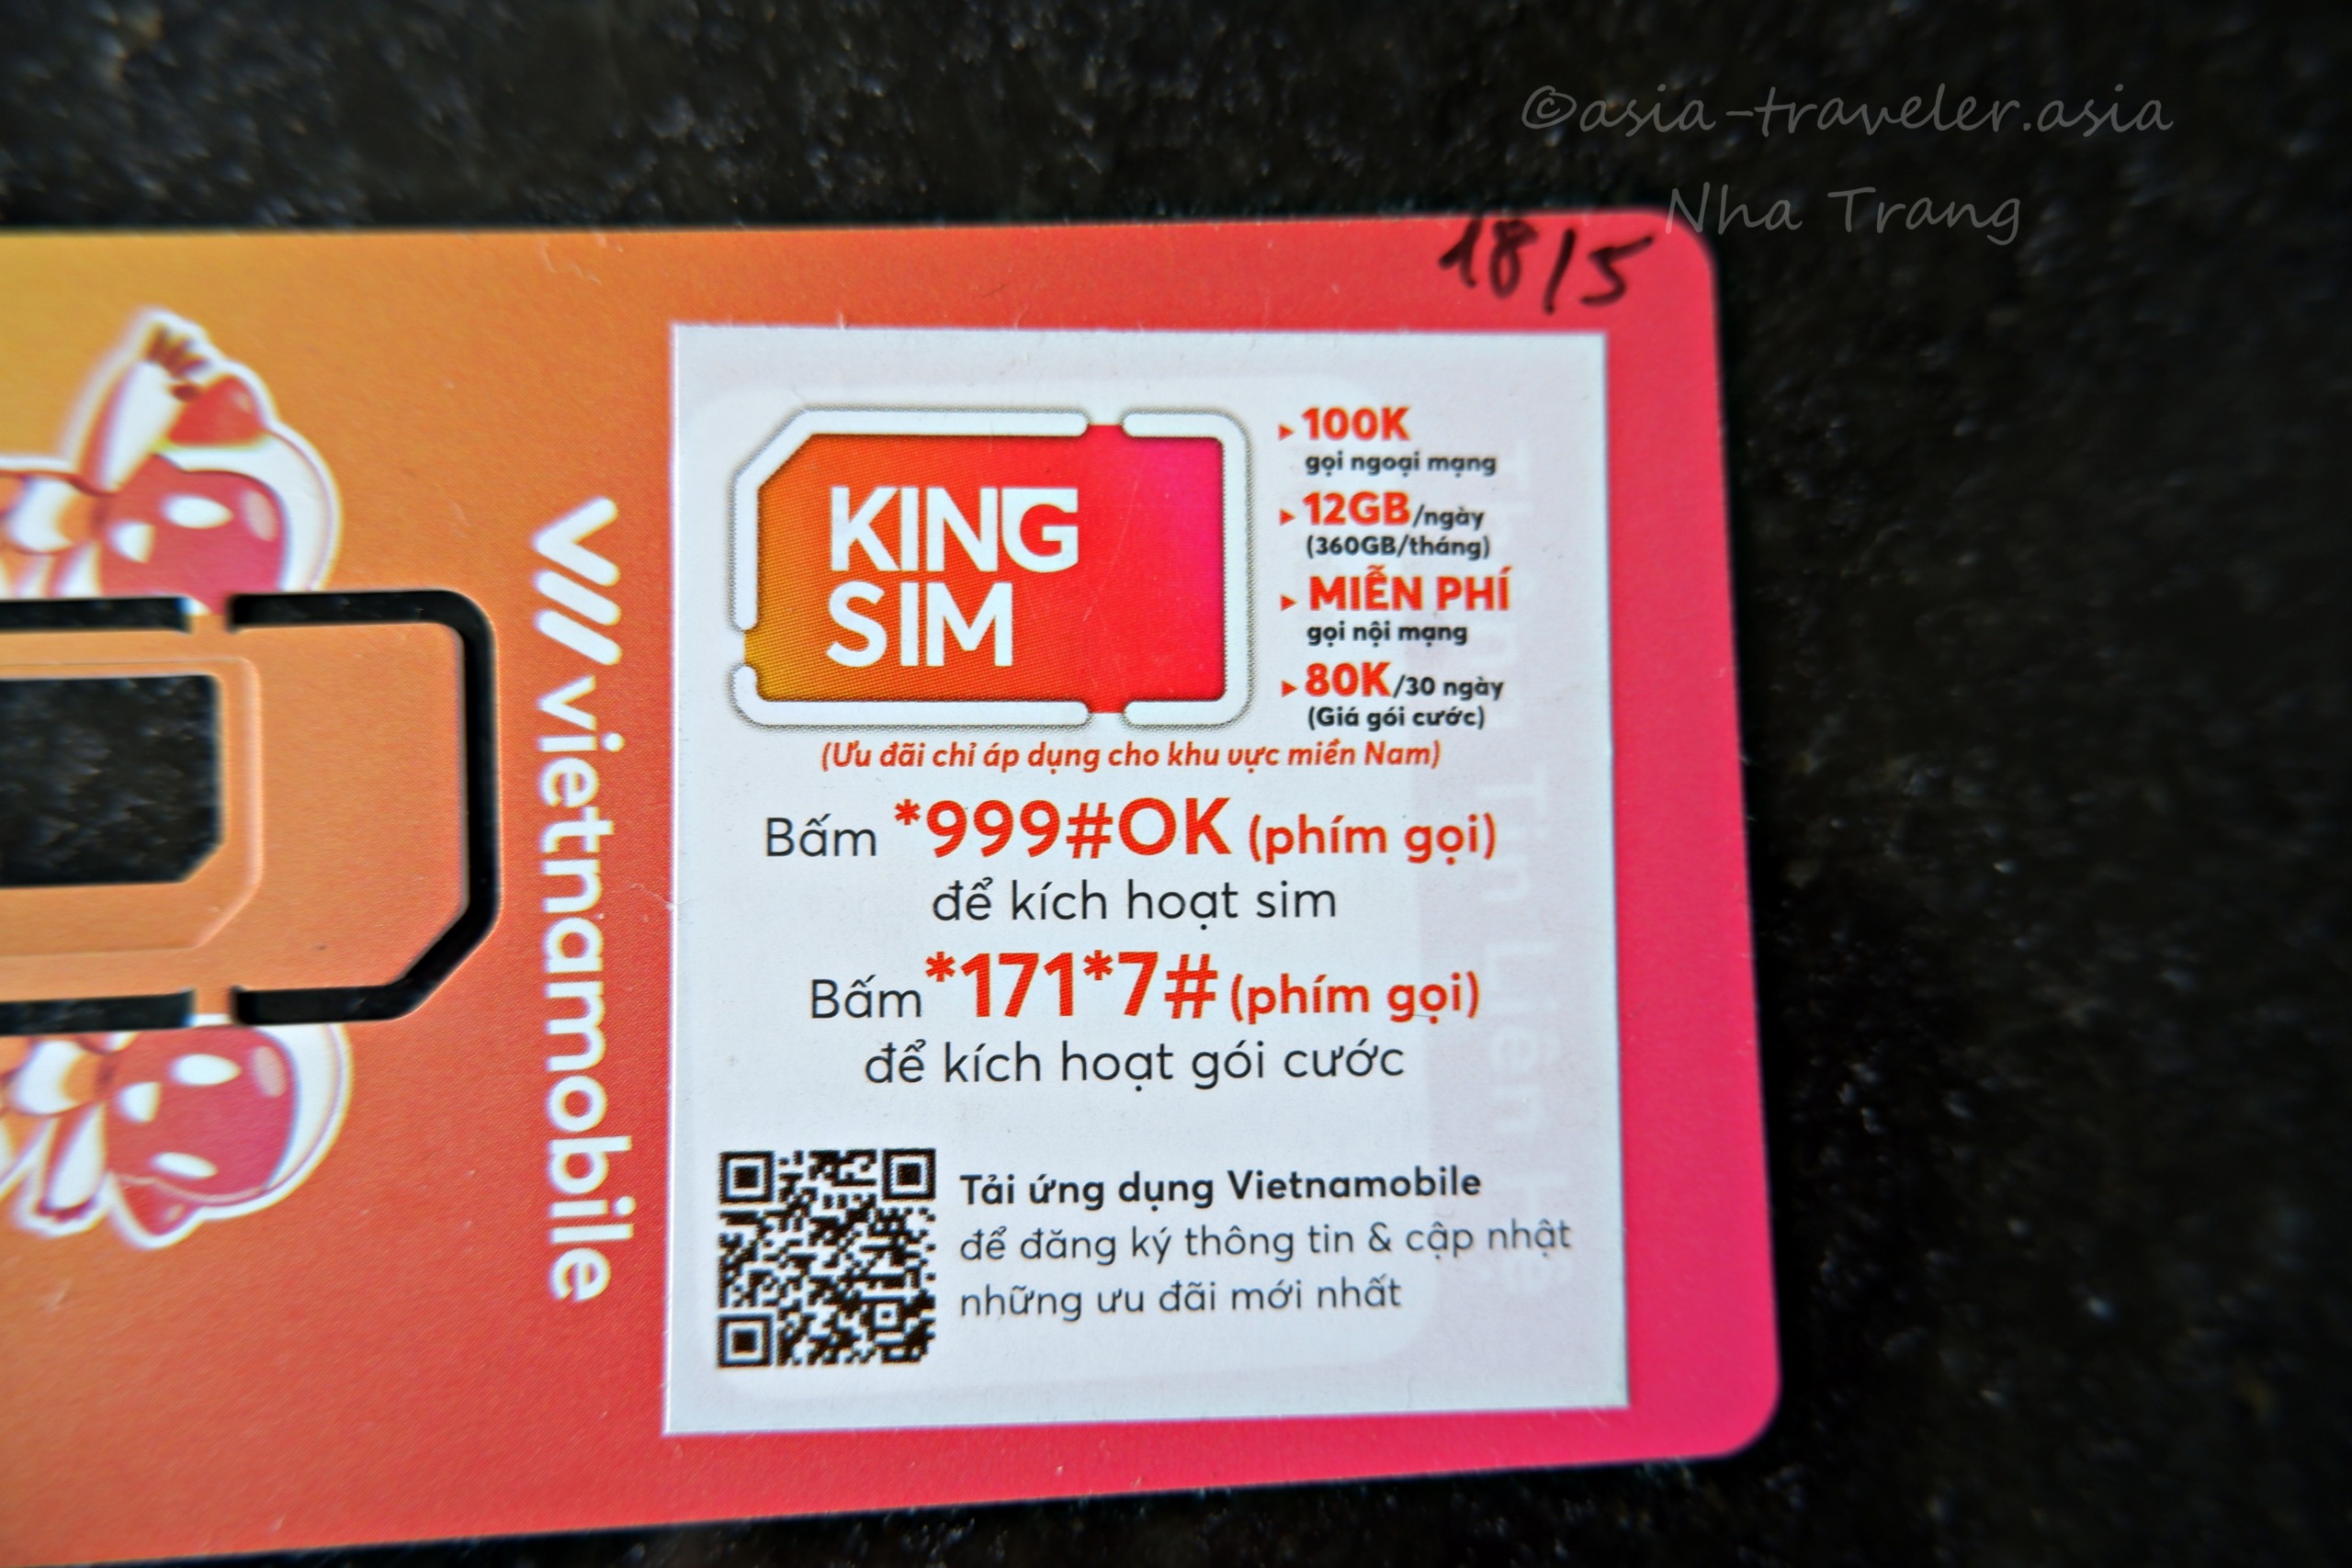 ©asia-traveler.asia
Nha Trang
18/5
vietnamobile
KING
SIM
100K
gọi ngoại mạng
12GB/ngày
(360GB/tháng)
MIỄN PHÍ
gọi nội mạng
80K/30 ngày
(Giá gói cước)
(Ưu đãi chỉ áp dụng cho khu vực miền Nam)
Bấm *999#OK (phím gọi)
để kích hoạt sim
Bấm *171*7# (phím gọi)
để kích hoạt gói cước
Tải ứng dụng Vietnamobile
để đăng ký thông tin & cập nhật
những ưu đãi mới nhất